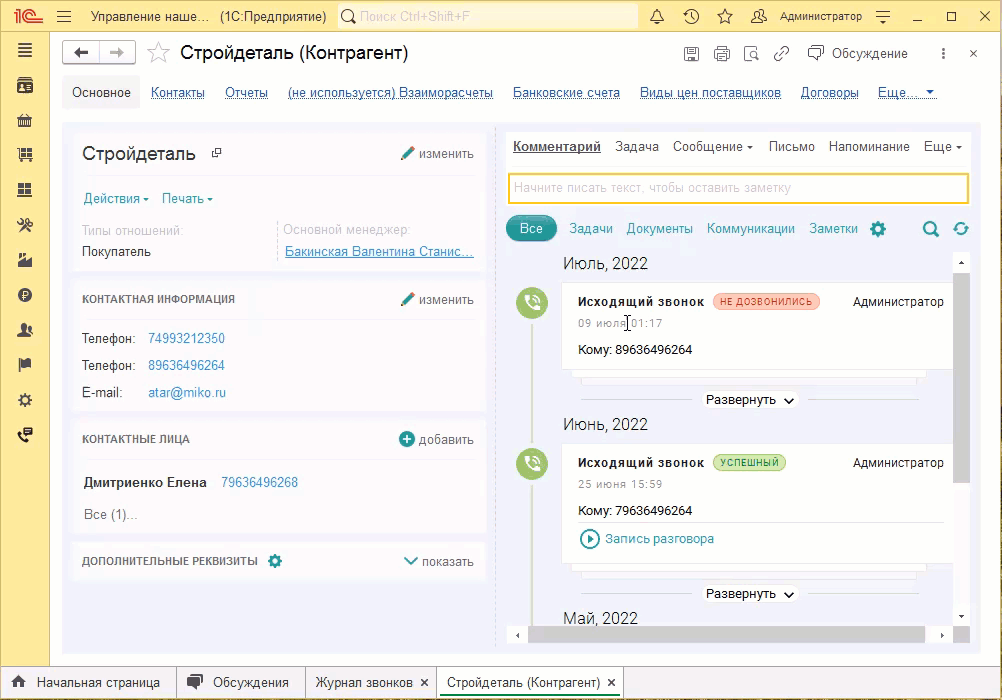 1С Управление наше... (1С:Предприятие) Поиск Ctrl+Shift+F Администратор
Стройдеталь (Контрагент) Обсуждение
Основное Контакты Отчеты (не используется) Взаиморасчеты Банковские счета Виды цен поставщиков Договоры Еще...
Стройдеталь изменить
Действия Печать
Типы отношений: Основной менеджер:
Покупатель Бакинская Валентина Станис...
КОНТАКТНАЯ ИНФОРМАЦИЯ изменить
Телефон: 74993212350
Телефон: 89636496264
E-mail: atar@miko.ru
КОНТАКТНЫЕ ЛИЦА добавить
Дмитриенко Елена 79636496268
Все (1)...
ДОПОЛНИТЕЛЬНЫЕ РЕКВИЗИТЫ показать
Комментарий Задача Сообщение Письмо Напоминание Еще
Начните писать текст, чтобы оставить заметку
Все Задачи Документы Коммуникации Заметки
Июль, 2022
Исходящий звонок НЕ ДОЗВОНИЛИСЬ Администратор
09 июля 01:17
Кому: 89636496264
Развернуть
Июнь, 2022
Исходящий звонок УСПЕШНЫЙ Администратор
25 июня 15:59
Кому: 79636496264
Запись разговора
Развернуть
Май, 2022
Начальная страница Обсуждения Журнал звонков Стройдеталь (Контрагент)